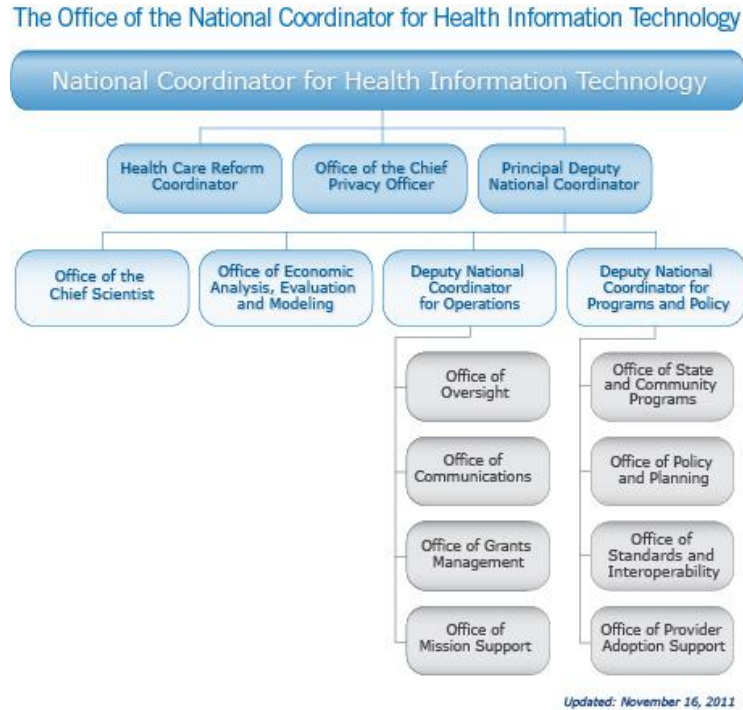 The Office of the National Coordinator for Health Information Technology
National Coordinator for Health Information Technology
Health Care Reform
Coordinator
Office of the Chief
Privacy Officer
Principal Deputy
National Coordinator
Office of the
Chief Scientist
Office of Economic
Analysis, Evaluation
and Modeling
Deputy National
Coordinator
for Operations
Deputy National
Coordinator for
Programs and Policy
Office of
Oversight
Office of
Communications
Office of Grants
Management
Office of
Mission Support
Office of State
and Community
Programs
Office of Policy
and Planning
Office of
Standards and
Interoperability
Office of Provider
Adoption Support
Updated: November 16, 2011